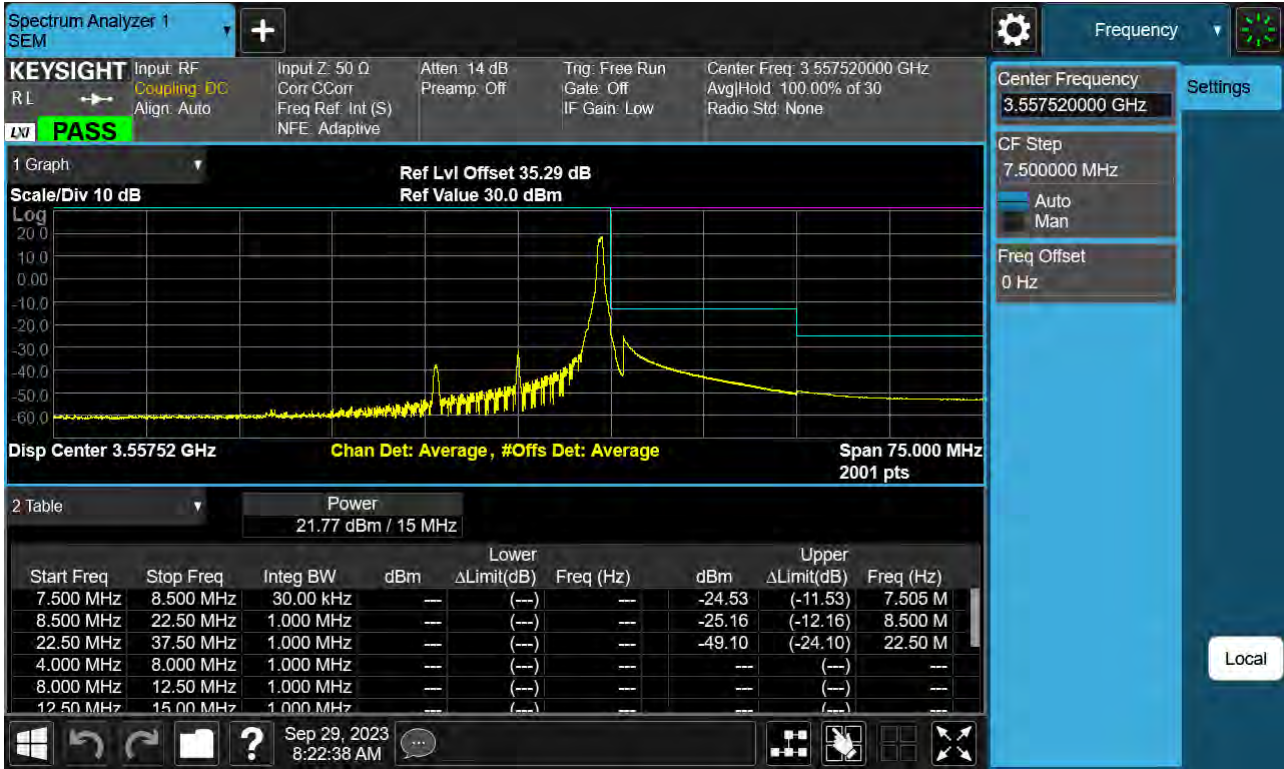 Spectrum Analyzer 1
SEM
Frequency
KEYSIGHT
RL
LXI
PASS
Input: RF
Coupling: DC
Align: Auto
Input Z: 50 Ω
Corr CCorr
Freq Ref: Int (S)
NFE: Adaptive
Atten: 14 dB
Preamp: Off
Trig: Free Run
Gate: Off
IF Gain: Low
Center Freq: 3.557520000 GHz
Avg|Hold: 100.00% of 30
Radio Std: None
Center Frequency
3.557520000 GHz
Settings
CF Step
7.500000 MHz
Auto
Man
Freq Offset
0 Hz
1 Graph
Scale/Div 10 dB
Ref Lvl Offset 35.29 dB
Ref Value 30.0 dBm
Log
20.0
10.0
0.00
-10.0
-20.0
-30.0
-40.0
-50.0
-60.0
Disp Center 3.55752 GHz
Chan Det: Average, #Offs Det: Average
Span 75.000 MHz
2001 pts
2 Table
Power
21.77 dBm / 15 MHz
Lower Upper
Start Freq Stop Freq Integ BW dBm ΔLimit(dB) Freq (Hz) dBm ΔLimit(dB) Freq (Hz)
7.500 MHz 8.500 MHz 30.00 kHz --- (---) --- -24.53 (-11.53) 7.505 M
8.500 MHz 22.50 MHz 1.000 MHz --- (---) --- -25.16 (-12.16) 8.500 M
22.50 MHz 37.50 MHz 1.000 MHz --- (---) --- -49.10 (-24.10) 22.50 M
4.000 MHz 8.000 MHz 1.000 MHz --- (---) --- --- (---) ---
8.000 MHz 12.50 MHz 1.000 MHz --- (---) --- --- (---) ---
12.50 MHz 15.00 MHz 1.000 MHz --- (---) --- --- (---) ---
Local
?
Sep 29, 2023
8:22:38 AM